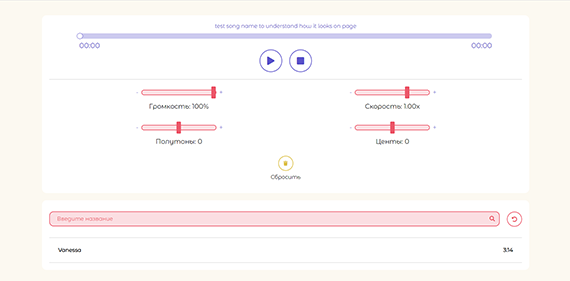 test song name to understand how it looks on page
00:00 00:00
- + - +
Громкость: 100% Скорость: 1.00x
- + - +
Полутоны: 0 Центы: 0
Сбросить
Введите название
Vanessa 3:14